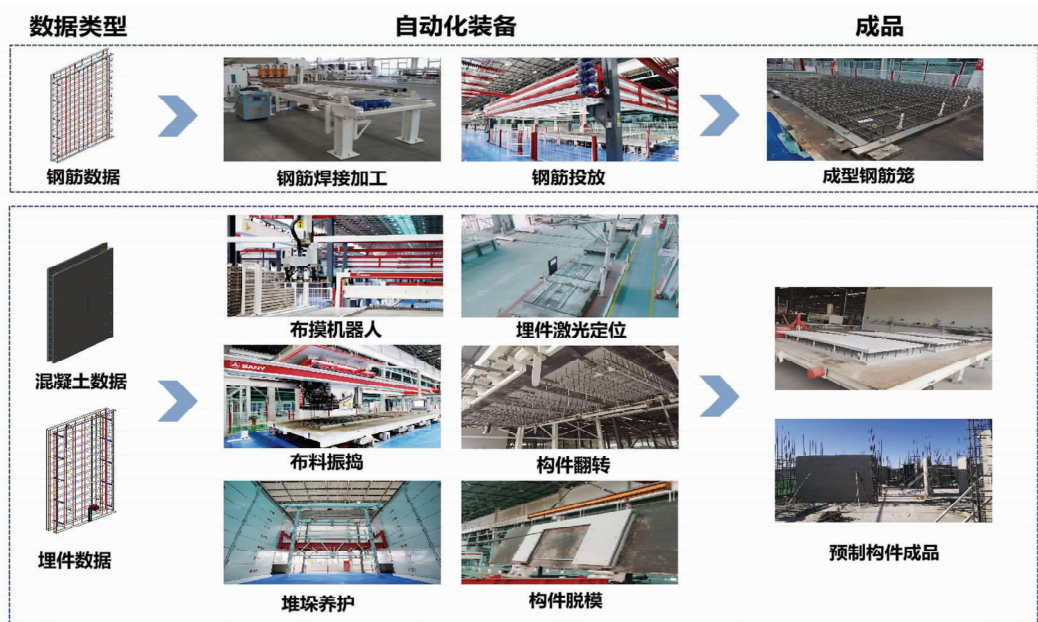 数据类型
自动化装备
成品
钢筋数据
钢筋焊接加工
钢筋投放
成型钢筋笼
混凝土数据
布摸机器人
埋件激光定位
SANY
布料振捣
构件翻转
埋件数据
堆垛养护
构件脱模
预制构件成品